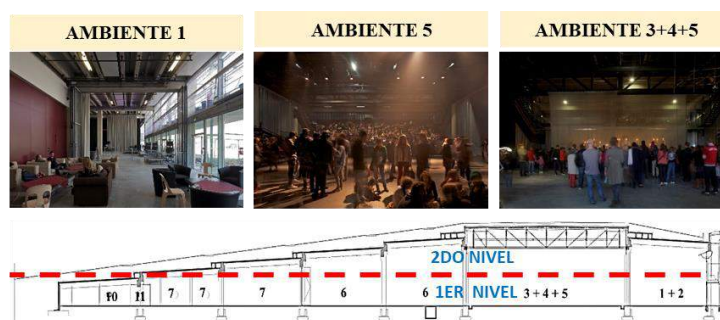 AMBIENTE 1
AMBIENTE 5
AMBIENTE 3+4+5
2DO NIVEL
11 7 7 7 6 6 1ER NIVEL 3+4+5 1+2